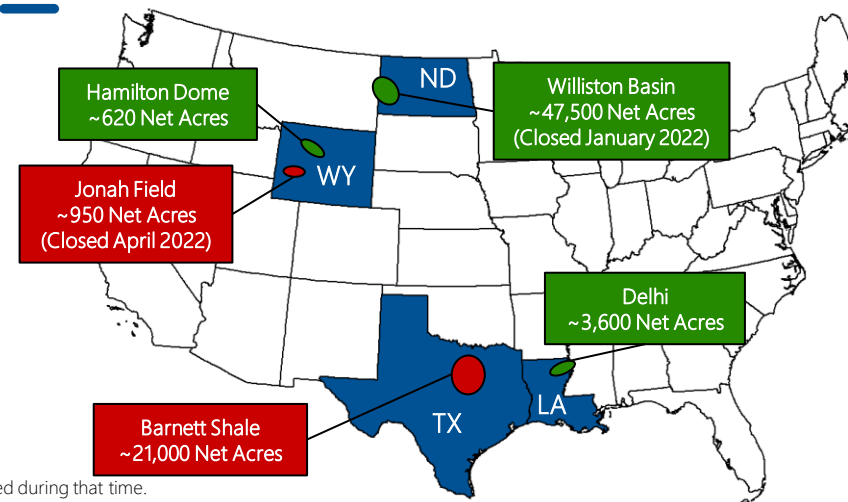 ND
Hamilton Dome
~620 Net Acres
Williston Basin
~47,500 Net Acres
(Closed January 2022)
WY
Jonah Field
~950 Net Acres
(Closed April 2022)
Delhi
~3,600 Net Acres
TX
LA
Barnett Shale
~21,000 Net Acres
ed during that time.